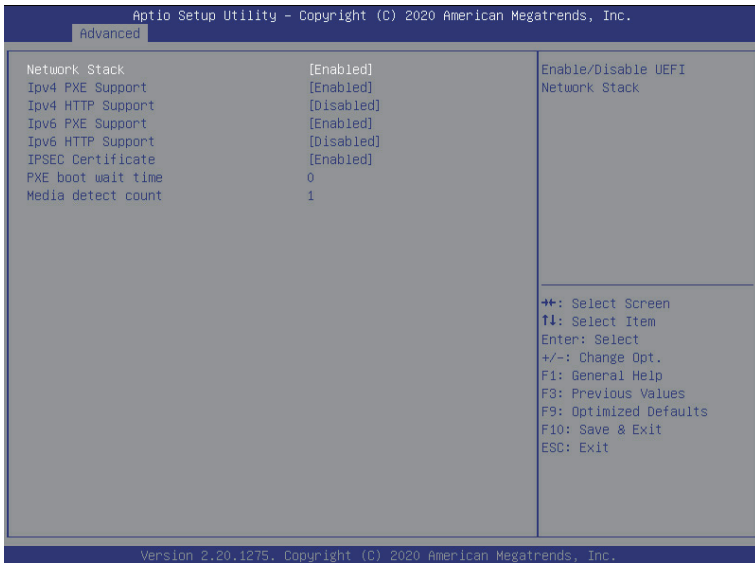 Aptio Setup Utility – Copyright (C) 2020 American Megatrends, Inc.
Advanced
Network Stack [Enabled]
Ipv4 PXE Support [Enabled]
Ipv4 HTTP Support [Disabled]
Ipv6 PXE Support [Enabled]
Ipv6 HTTP Support [Disabled]
IPSEC Certificate [Enabled]
PXE boot wait time 0
Media detect count 1
Enable/Disable UEFI
Network Stack
→←: Select Screen
↑↓: Select Item
Enter: Select
+/-: Change Opt.
F1: General Help
F3: Previous Values
F9: Optimized Defaults
F10: Save & Exit
ESC: Exit
Version 2.20.1275. Copyright (C) 2020 American Megatrends, Inc.